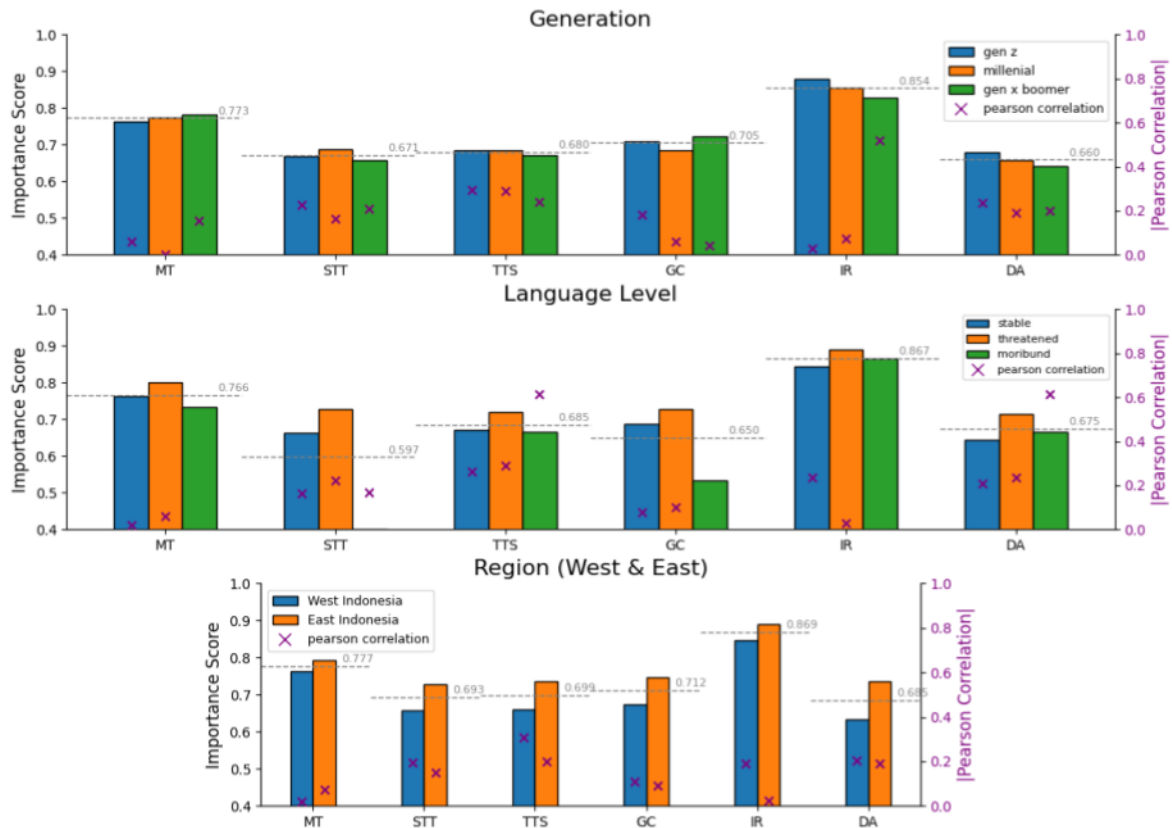 Generation
Importance Score
1.0
0.9
0.8
0.7
0.6
0.5
0.4
0.773
0.671
0.680
0.705
0.854
0.660
gen z
millenial
gen x boomer
pearson correlation
1.0
0.8
0.6
0.4
0.2
0.0
|Pearson Correlation|
MT STT TTS GC IR DA
Language Level
Importance Score
1.0
0.9
0.8
0.7
0.6
0.5
0.4
0.766
0.597
0.685
0.650
0.867
0.675
stable
threatened
moribund
pearson correlation
1.0
0.8
0.6
0.4
0.2
0.0
|Pearson Correlation|
MT STT TTS GC IR DA
Region (West & East)
Importance Score
1.0
0.9
0.8
0.7
0.6
0.5
0.4
West Indonesia
East Indonesia
pearson correlation
0.777
0.693
0.699
0.712
0.869
0.685
1.0
0.8
0.6
0.4
0.2
0.0
|Pearson Correlation|
MT STT TTS GC IR DA